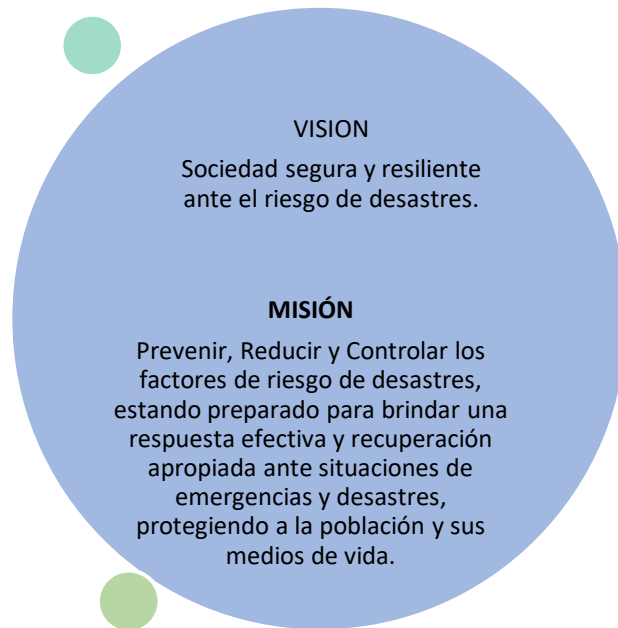 VISION
Sociedad segura y resiliente
ante el riesgo de desastres.
MISIÓN
Prevenir, Reducir y Controlar los
factores de riesgo de desastres,
estando preparado para brindar una
respuesta efectiva y recuperación
apropiada ante situaciones de
emergencias y desastres,
protegiendo a la población y sus
medios de vida.